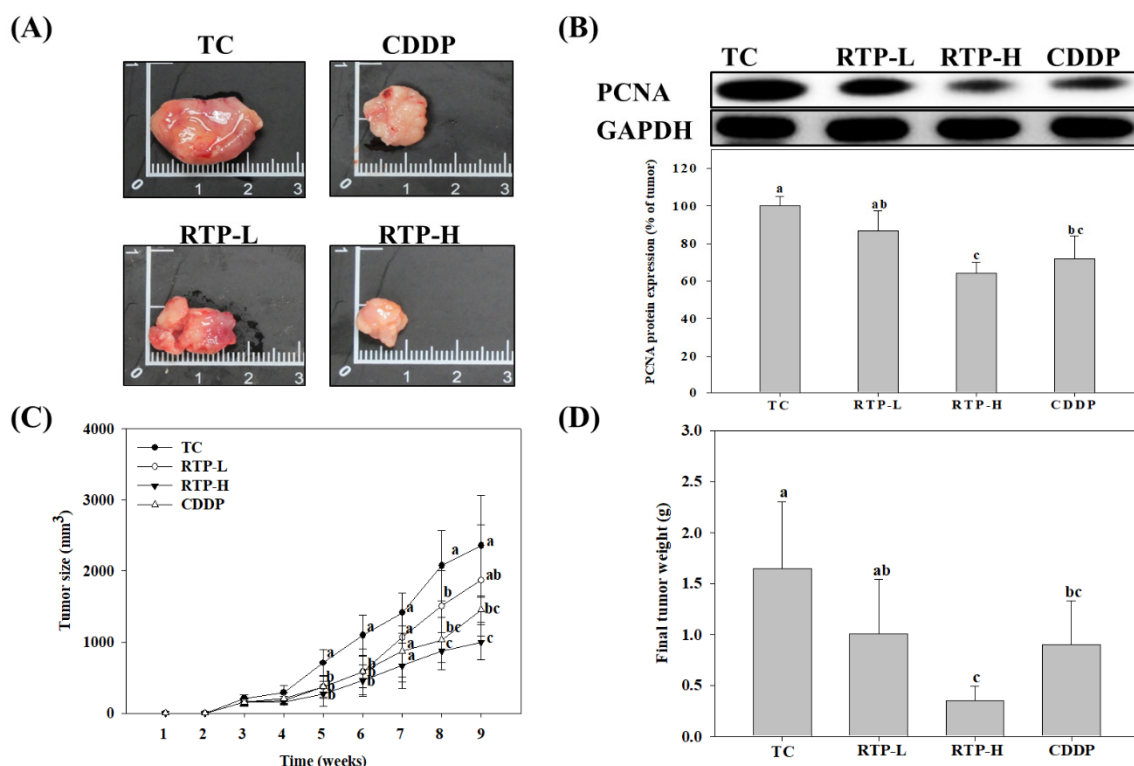 (A)
TC
CDDP
1
0
1
2
3
1
0
1
2
3
RTP-L
RTP-H
1
0
1
2
3
1
0
1
2
3
(B)
TC RTP-L RTP-H CDDP
PCNA
GAPDH
PCNA protein expression (% of tumor)
120
100
80
60
40
20
0
a
ab
c
bc
TC RTP-L RTP-H CDDP
(C)
Tumor size (mm³)
4000
3000
2000
1000
0
TC
RTP-L
RTP-H
CDDP
a
b
b
b
a
b
b
b
a
a
a
a
a
b
bc
c
a
ab
bc
c
1 2 3 4 5 6 7 8 9
Time (weeks)
(D)
Final tumor weight (g)
3.0
2.5
2.0
1.5
1.0
0.5
0.0
a
ab
c
bc
TC RTP-L RTP-H CDDP